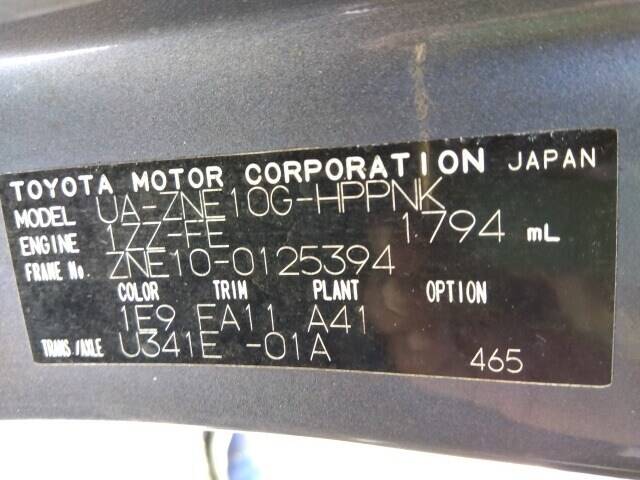 TOYOTA MOTOR CORPORATION JAPAN
MODEL UA-ZNE10G-HPPNK
ENGINE 1ZZ-FE 1.794 mL
FRAME No. ZNE10-0125394
COLOR TRIM PLANT OPTION
1E9 FA11 A41
TRANS./AXLE U341E -01A 465